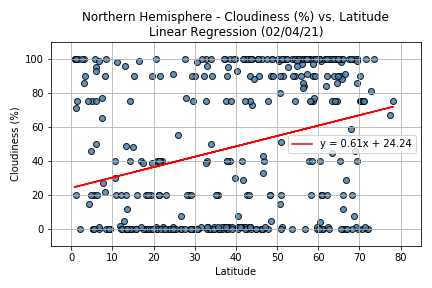 Northern Hemisphere - Cloudiness (%) vs. Latitude
Linear Regression (02/04/21)
Cloudiness (%)
100
80
60
40
20
0
y = 0.61x + 24.24
0 10 20 30 40 50 60 70 80
Latitude